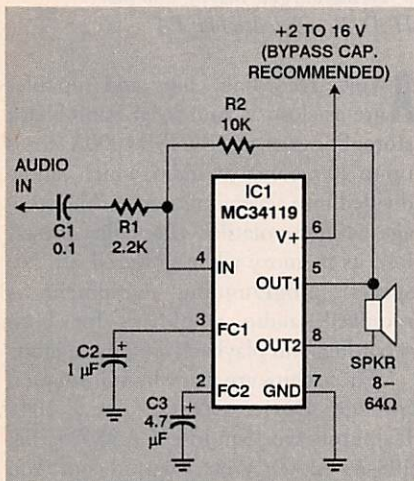 +2 TO 16 V
(BYPASS CAP.
RECOMMENDED)
R2
10K
AUDIO
IN
C1
0.1
R1
2.2K
IC1
MC34119
V+
6
4
IN
OUT1
5
3
FC1
OUT2
8
C2
1 µF
+
2
FC2
GND
7
C3
4.7
µF
+
SPKR
8–
64Ω